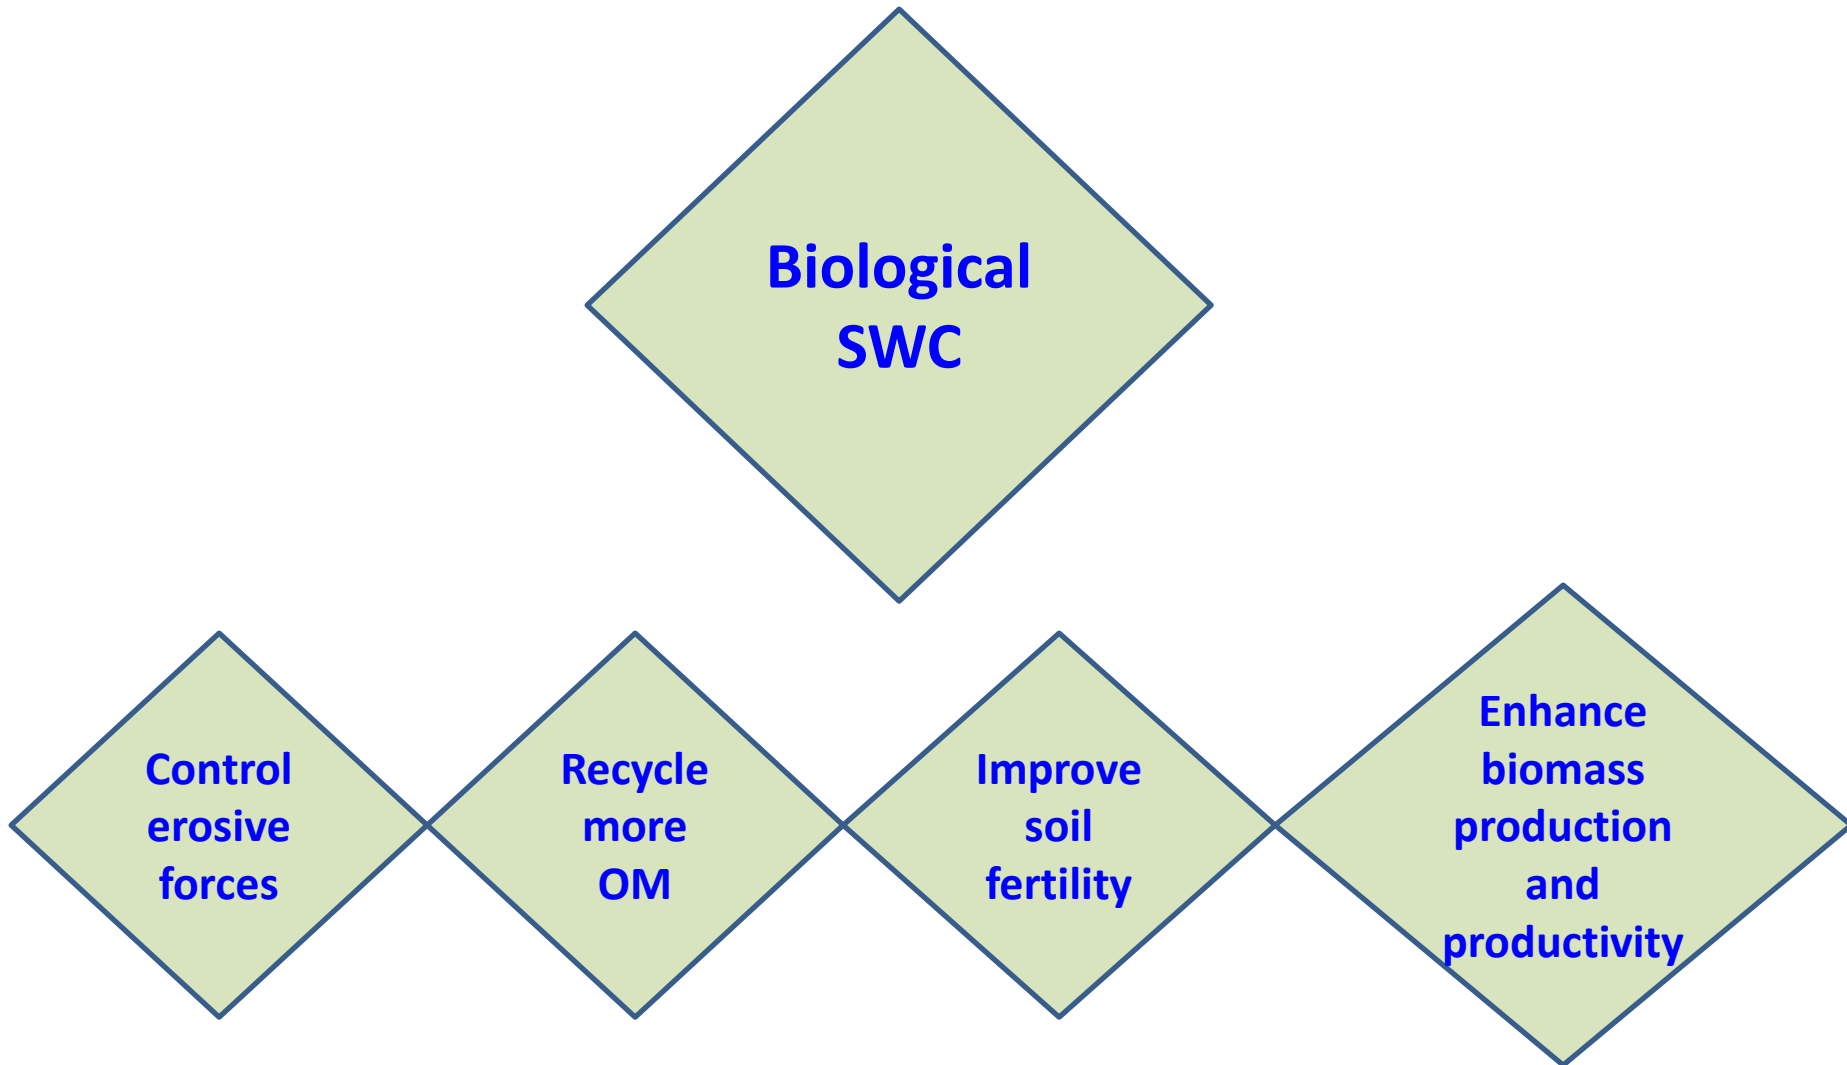 Biological
SWC
Control
erosive
forces
Recycle
more
OM
Improve
soil
fertility
Enhance
biomass
production
and
productivity